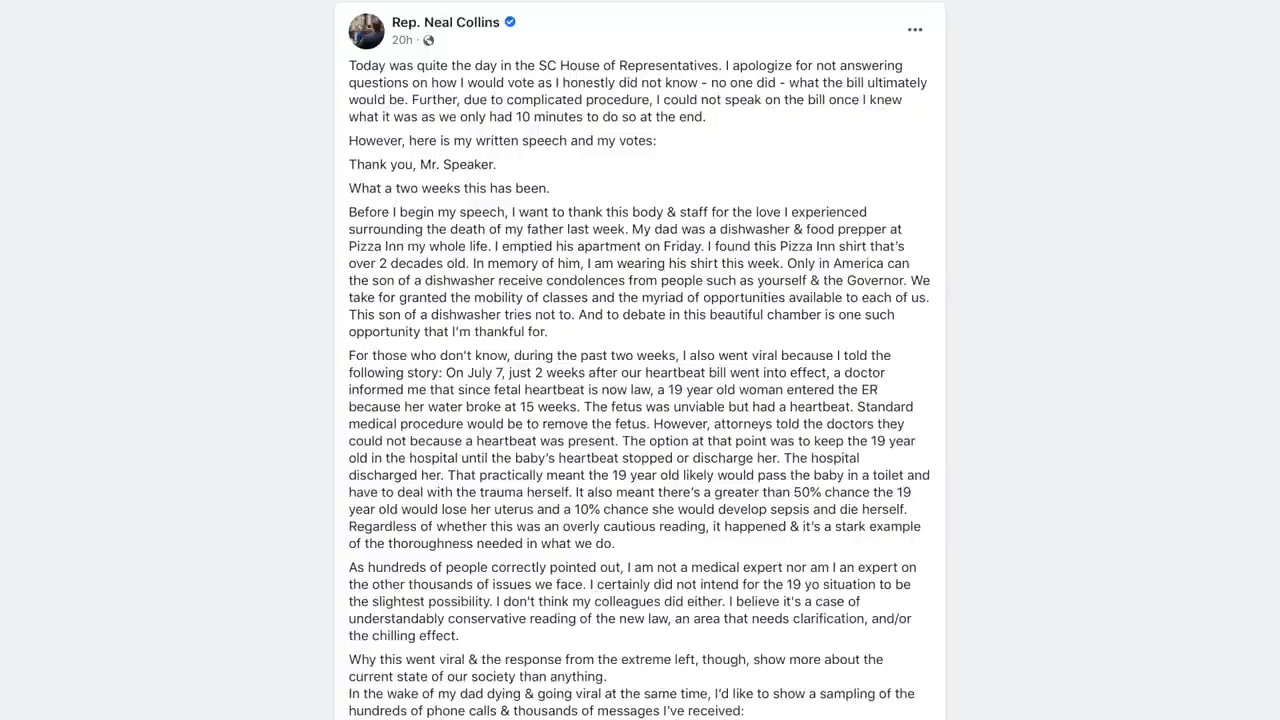 Rep. Neal Collins
20h ·
Today was quite the day in the SC House of Representatives. I apologize for not answering
questions on how I would vote as I honestly did not know - no one did - what the bill ultimately
would be. Further, due to complicated procedure, I could not speak on the bill once I knew
what it was as we only had 10 minutes to do so at the end.
However, here is my written speech and my votes:
Thank you, Mr. Speaker.
What a two weeks this has been.
Before I begin my speech, I want to thank this body & staff for the love I experienced
surrounding the death of my father last week. My dad was a dishwasher & food prepper at
Pizza Inn my whole life. I emptied his apartment on Friday. I found this Pizza Inn shirt that's
over 2 decades old. In memory of him, I am wearing his shirt this week. Only in America can
the son of a dishwasher receive condolences from people such as yourself & the Governor. We
take for granted the mobility of classes and the myriad of opportunities available to each of us.
This son of a dishwasher tries not to. And to debate in this beautiful chamber is one such
opportunity that I'm thankful for.
For those who don't know, during the past two weeks, I also went viral because I told the
following story: On July 7, just 2 weeks after our heartbeat bill went into effect, a doctor
informed me that since fetal heartbeat is now law, a 19 year old woman entered the ER
because her water broke at 15 weeks. The fetus was unviable but had a heartbeat. Standard
medical procedure would be to remove the fetus. However, attorneys told the doctors they
could not because a heartbeat was present. The option at that point was to keep the 19 year
old in the hospital until the baby's heartbeat stopped or discharge her. The hospital
discharged her. That practically meant the 19 year old likely would pass the baby in a toilet and
have to deal with the trauma herself. It also meant there's a greater than 50% chance the 19
year old would lose her uterus and a 10% chance she would develop sepsis and die herself.
Regardless of whether this was an overly cautious reading, it happened & it's a stark example
of the thoroughness needed in what we do.
As hundreds of people correctly pointed out, I am not a medical expert nor am I an expert on
the other thousands of issues we face. I certainly did not intend for the 19 yo situation to be
the slightest possibility. I don't think my colleagues did either. I believe it's a case of
understandably conservative reading of the new law, an area that needs clarification, and/or
the chilling effect.
Why this went viral & the response from the extreme left, though, show more about the
current state of our society than anything.
In the wake of my dad dying & going viral at the same time, I'd like to show a sampling of the
hundreds of phone calls & thousands of messages I've received: